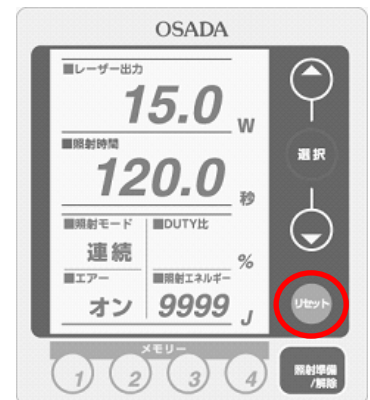 OSADA
■レーザー出力
15.0 W
■照射時間
120.0 秒
■照射モード ■DUTY比
連続 %
■エアー ■照射エネルギー
オン 9999 J
選択
リセット
メモリー
1 2 3 4
照射準備
/解除